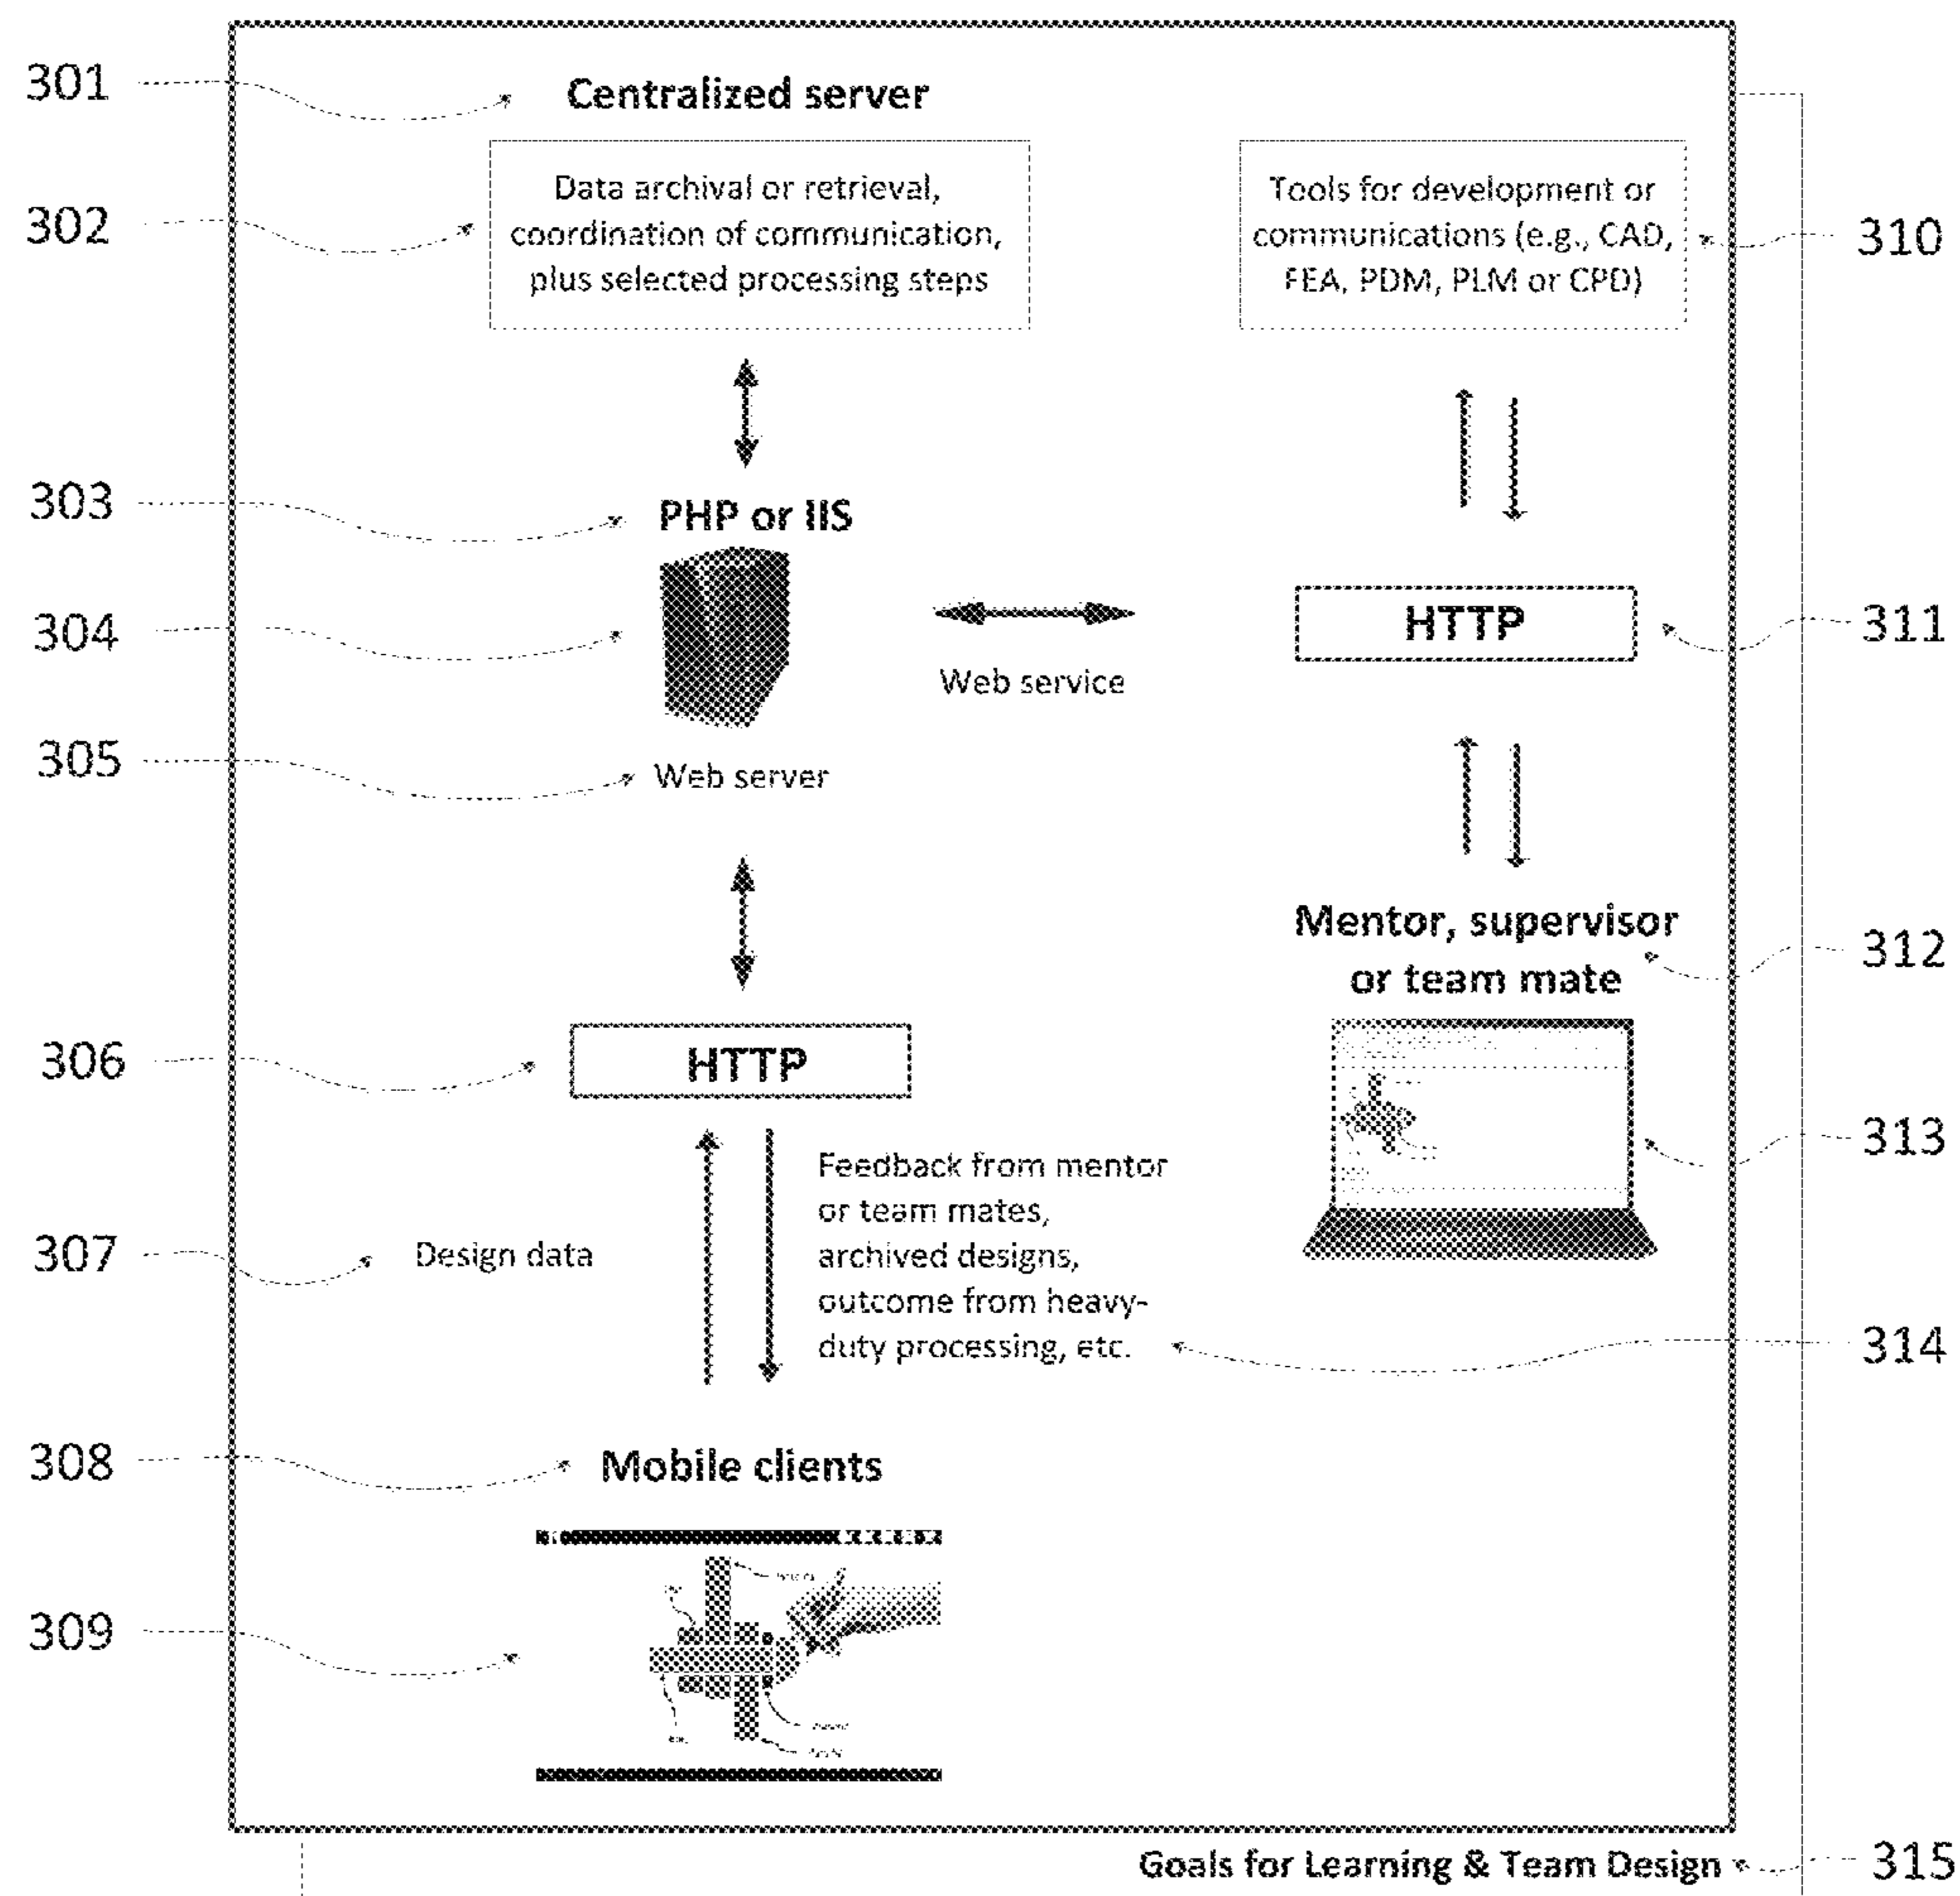 301
Centralized server
302
Data archival or retrieval,
coordination of communication,
plus selected processing steps
Tools for development or
communications (e.g., CAD,
FEA, PDM, PLM or CPD)
310
303
PHP or IIS
304
Web service
HTTP
311
305
Web server
Mentor, supervisor
or team mate
312
306
HTTP
313
307
Design data
Feedback from mentor
or team mates,
archived designs,
outcome from heavy-
duty processing, etc.
314
308
Mobile clients
309
Goals for Learning & Team Design
315